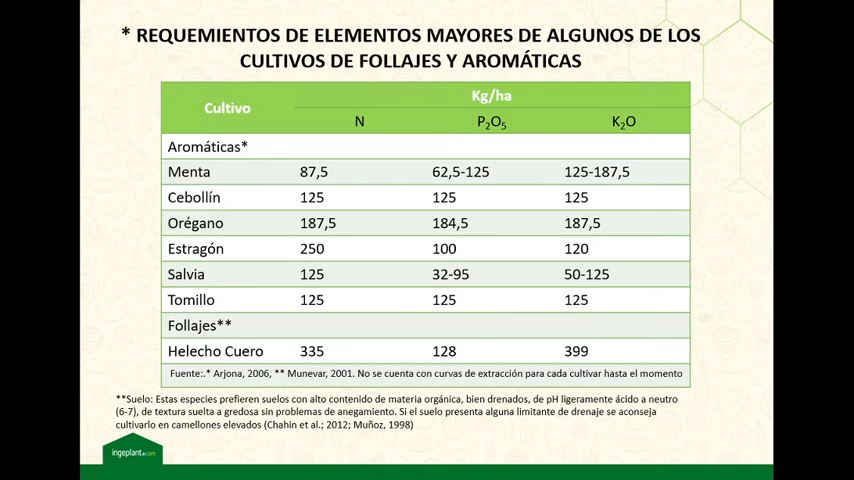 * REQUEMIENTOS DE ELEMENTOS MAYORES DE ALGUNOS DE LOS
CULTIVOS DE FOLLAJES Y AROMÁTICAS
Cultivo Kg/ha
N P₂O₅ K₂O
Aromáticas*
Menta 87,5 62,5-125 125-187,5
Cebollín 125 125 125
Orégano 187,5 184,5 187,5
Estragón 250 100 120
Salvia 125 32-95 50-125
Tomillo 125 125 125
Follajes**
Helecho Cuero 335 128 399
Fuente:.* Arjona, 2006, ** Munevar, 2001. No se cuenta con curvas de extracción para cada cultivar hasta el momento
**Suelo: Estas especies prefieren suelos con alto contenido de materia orgánica, bien drenados, de pH ligeramente ácido a neutro
(6-7), de textura suelta a gredosa sin problemas de anegamiento. Si el suelo presenta alguna limitante de drenaje se aconseja
cultivarlo en camellones elevados (Chahin et al.; 2012; Muñoz, 1998)
ingeplant.com